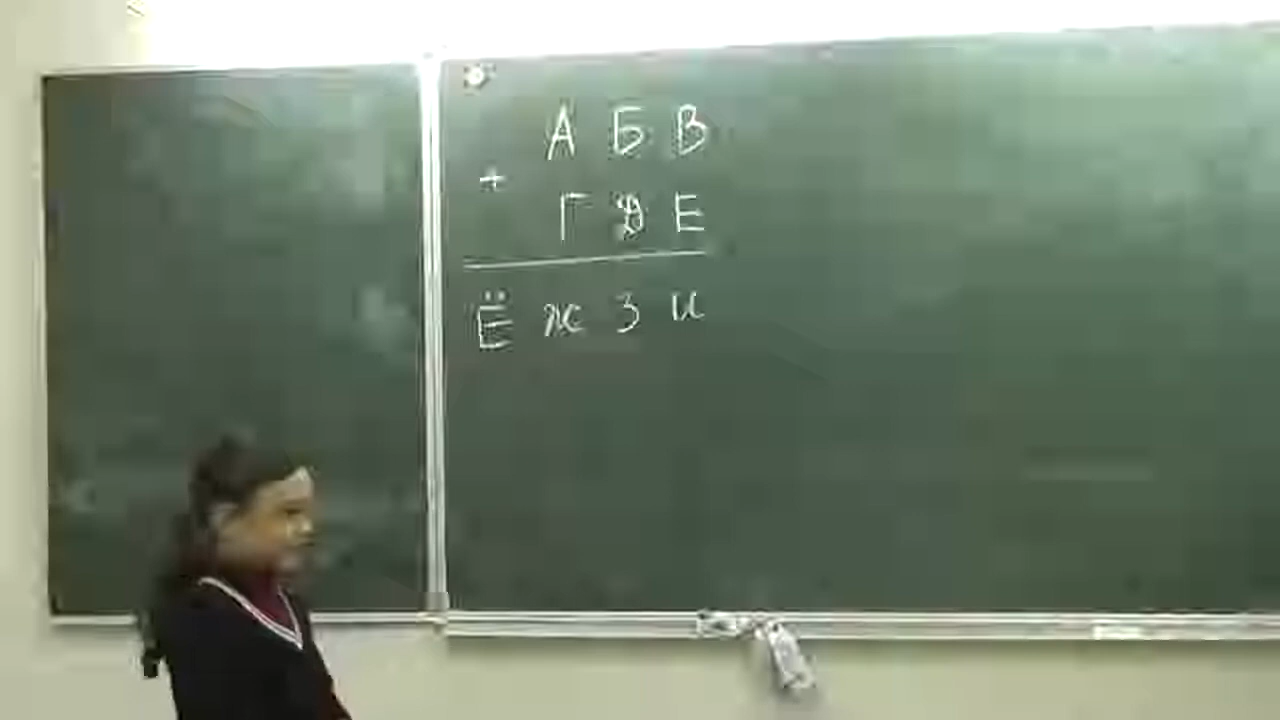 А Б В
+
Г Д Е
Ё Ж З И